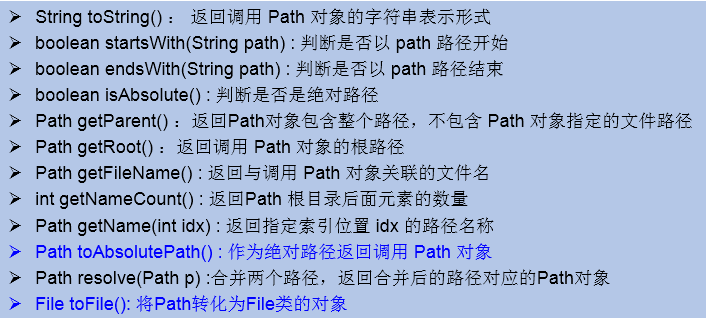 ➢ String toString() : 返回调用 Path 对象的字符串表示形式
➢ boolean startsWith(String path) : 判断是否以 path 路径开始
➢ boolean endsWith(String path) : 判断是否以 path 路径结束
➢ boolean isAbsolute() : 判断是否是绝对路径
➢ Path getParent() ：返回Path对象包含整个路径，不包含 Path 对象指定的文件路径
➢ Path getRoot() ：返回调用 Path 对象的根路径
➢ Path getFileName() : 返回与调用 Path 对象关联的文件名
➢ int getNameCount() : 返回Path 根目录后面元素的数量
➢ Path getName(int idx) : 返回指定索引位置 idx 的路径名称
➢ Path toAbsolutePath() : 作为绝对路径返回调用 Path 对象
➢ Path resolve(Path p) :合并两个路径，返回合并后的路径对应的Path对象
➢ File toFile(): 将Path转化为File类的对象